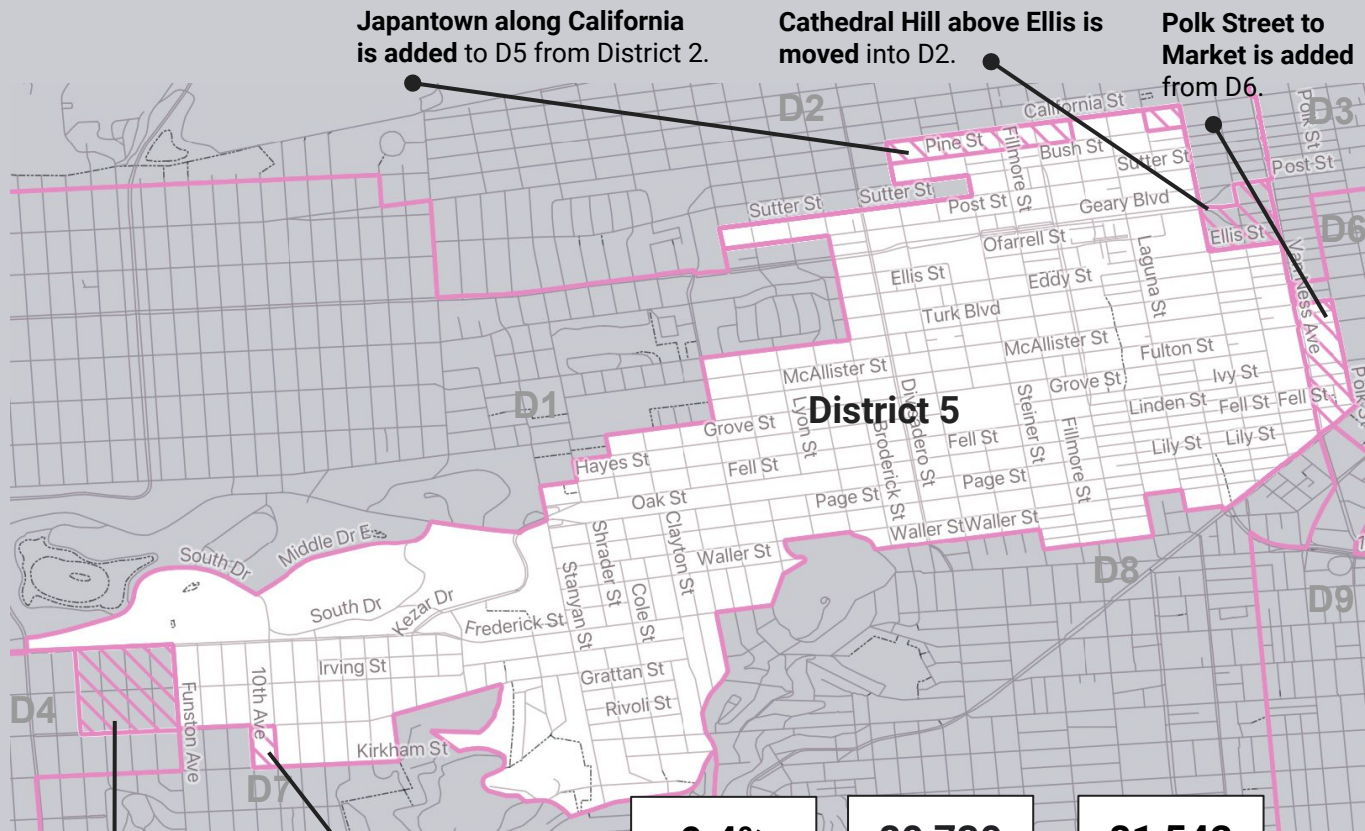 Japantown along California
is added to D5 from District 2.
Cathedral Hill above Ellis is
moved into D2.
Polk Street to
Market is added
from D6.
D2
California St
Polk St
D3
Pine St
Fillmore St
Bush St
Sutter St
Post St
Sutter St
Sutter St
Post St
Geary Blvd
Ellis St
D6
Ofarrell St
Laguna St
Van Ness Ave
Ellis St
Eddy St
Turk Blvd
McAllister St
Fulton St
McAllister St
Ivy St
Grove St
D1
Lyon St
District 5
Divisadero St
Steiner St
Linden St
Fell St
Fell St
Grove St
Broderick St
Fell St
Fillmore St
Lily St
Lily St
Hayes St
Fell St
Page St
Oak St
Page St
Clayton St
Waller St
Waller St
Shrader St
Waller St
South Dr
Middle Dr E
Stanyan St
D8
Cole St
South Dr
Kezar Dr
Frederick St
D9
Irving St
Grattan St
10th Ave
Funston Ave
Rivoli St
D4
Kirkham St
D7